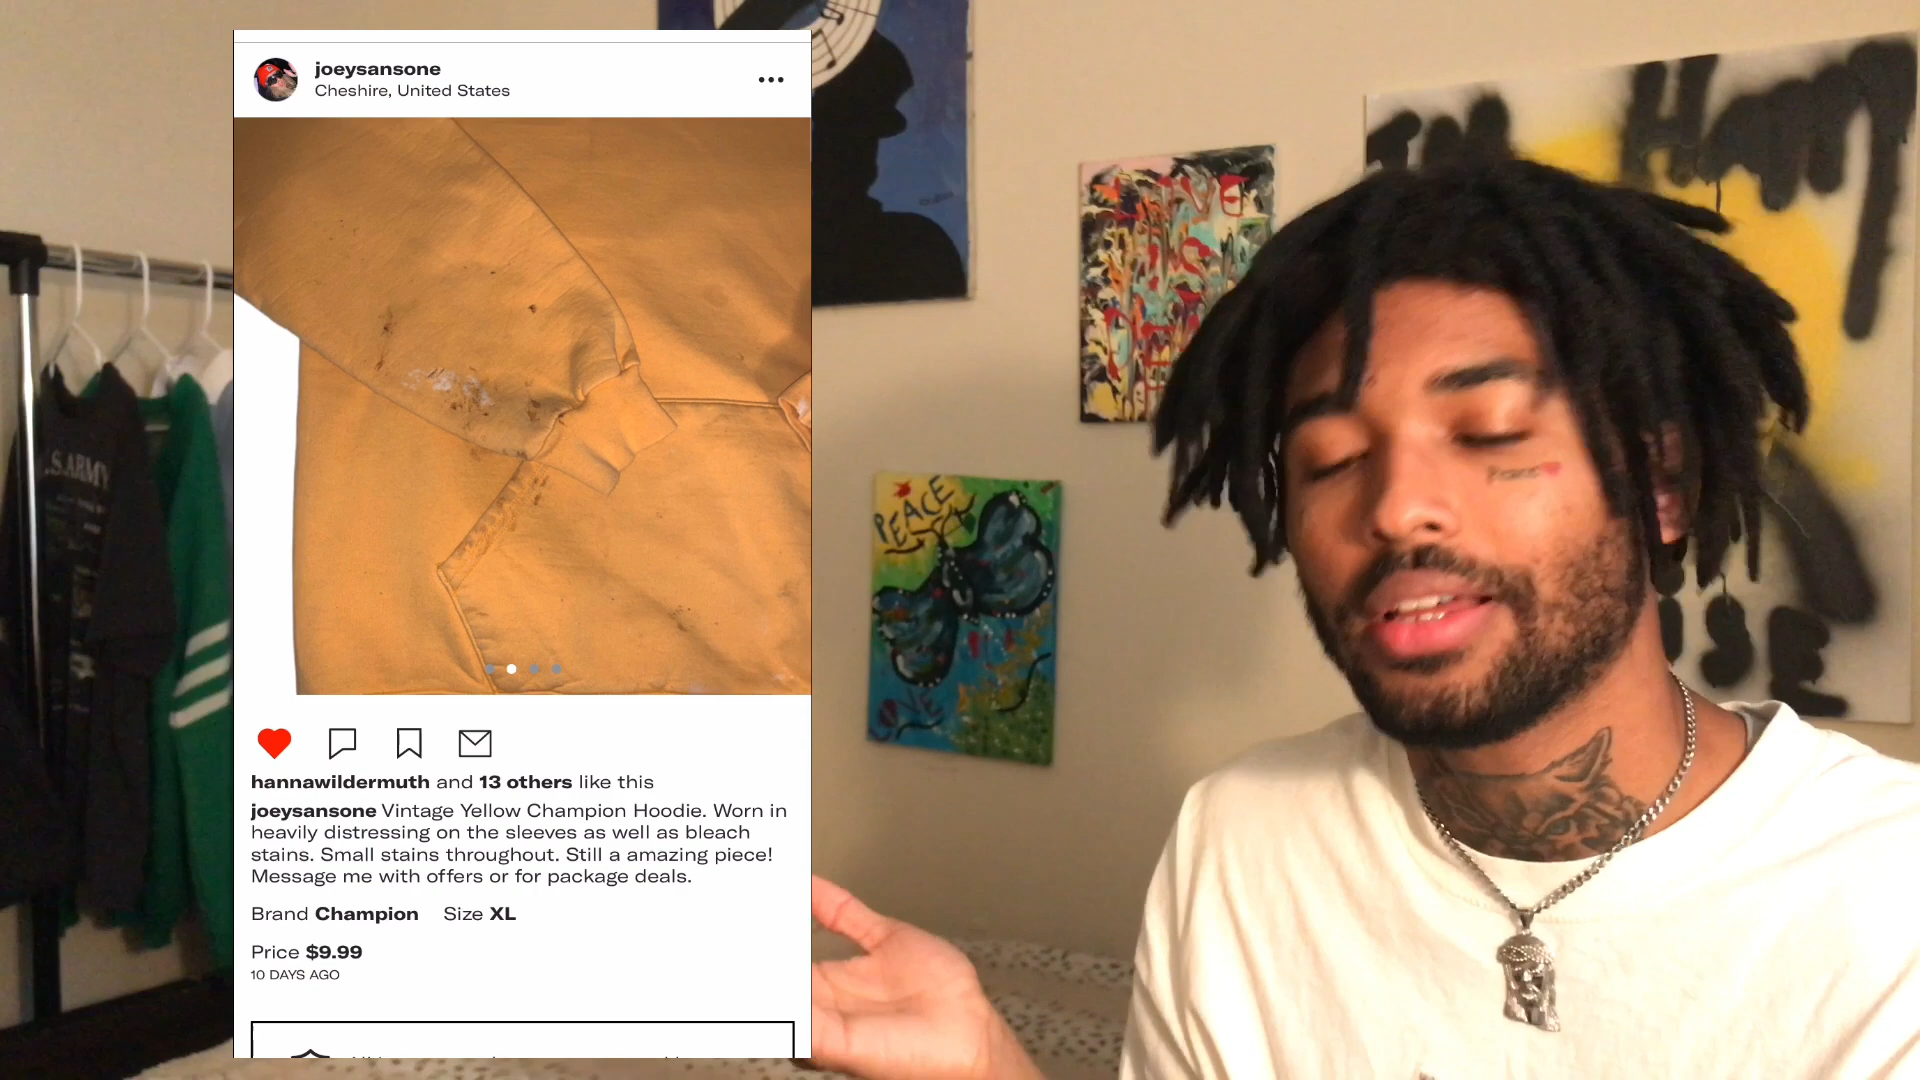 joeysansone
Cheshire, United States
hannawildermuth and 13 others like this
joeysansone Vintage Yellow Champion Hoodie. Worn in
heavily distressing on the sleeves as well as bleach
stains. Small stains throughout. Still a amazing piece!
Message me with offers or for package deals.
Brand Champion Size XL
Price $9.99
10 DAYS AGO
.S.ARMY
PEACE